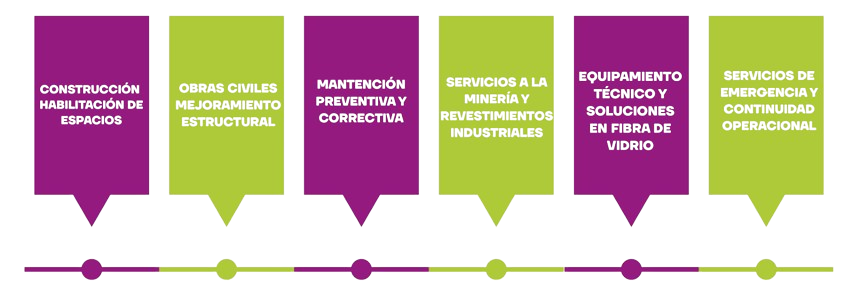 CONSTRUCCIÓN
HABILITACIÓN DE
ESPACIOS
OBRAS CIVILES
MEJORAMIENTO
ESTRUCTURAL
MANTENCIÓN
PREVENTIVA Y
CORRECTIVA
SERVICIOS A LA
MINERÍA Y
REVESTIMIENTOS
INDUSTRIALES
EQUIPAMIENTO
TÉCNICO Y
SOLUCIONES
EN FIBRA DE
VIDRIO
SERVICIOS DE
EMERGENCIA Y
CONTINUIDAD
OPERACIONAL